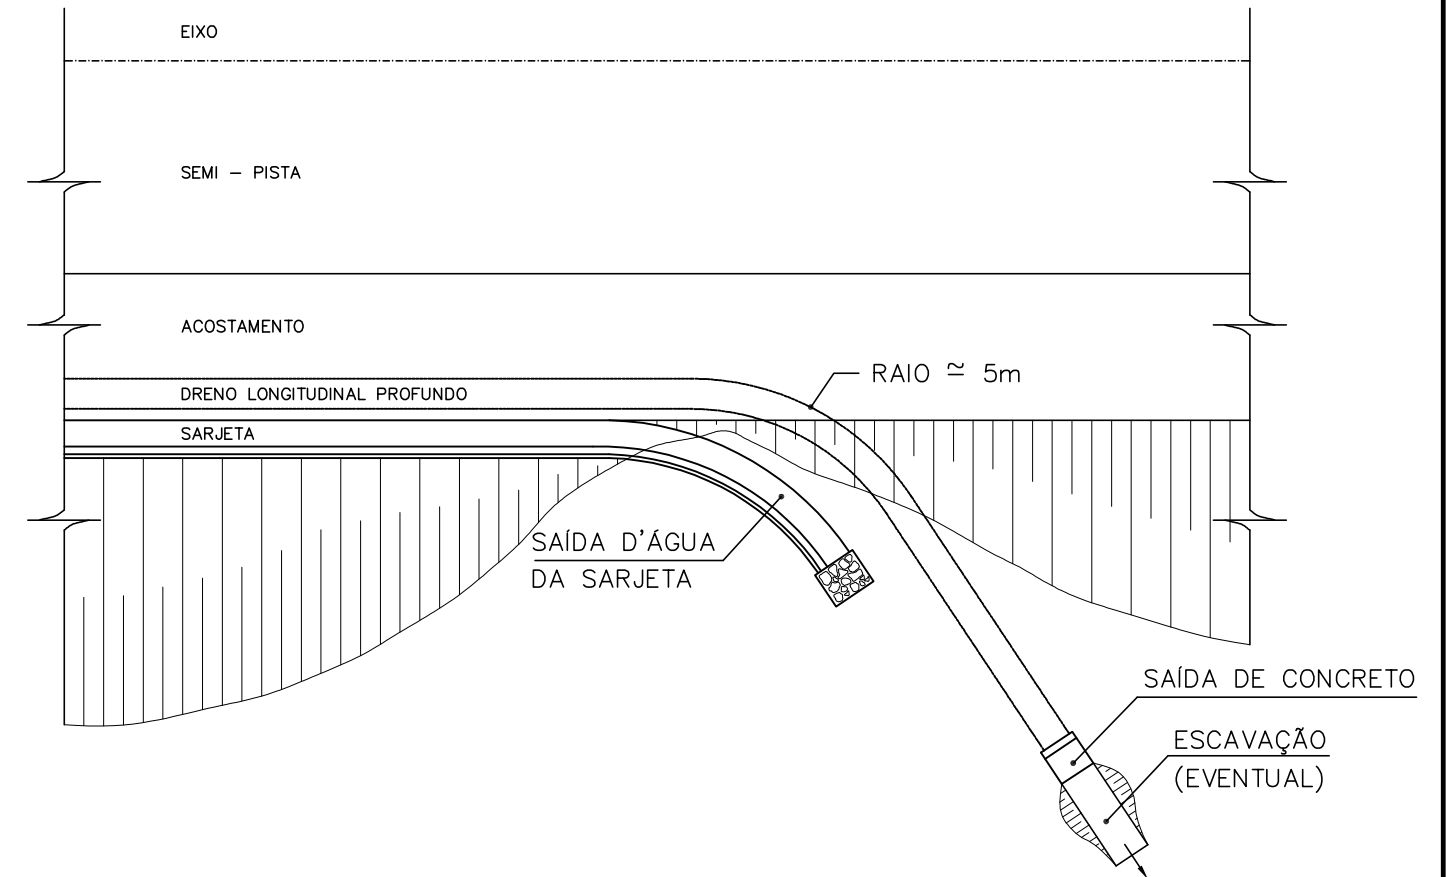 EIXO
SEMI – PISTA
ACOSTAMENTO
RAIO ≃ 5m
DRENO LONGITUDINAL PROFUNDO
SARJETA
SAÍDA D'ÁGUA
DA SARJETA
SAÍDA DE CONCRETO
ESCAVAÇÃO
(EVENTUAL)